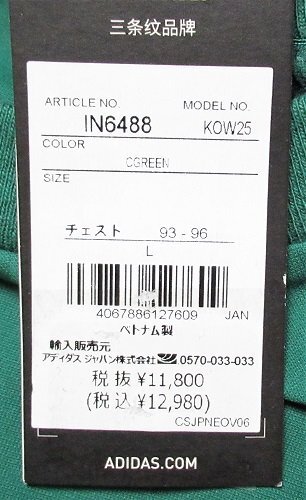 三条纹品牌
ARTICLE NO. MODEL NO.
IN6488 KOW25
COLOR
CGREEN
SIZE
チェスト 93 - 96
L
4067886127609 JAN
ベトナム製
輸入販売元
アディダス ジャパン株式会社 0570-033-033
税 抜 ¥11,800
(税 込 ¥12,980)
CSJPNEOV06
ADIDAS.COM